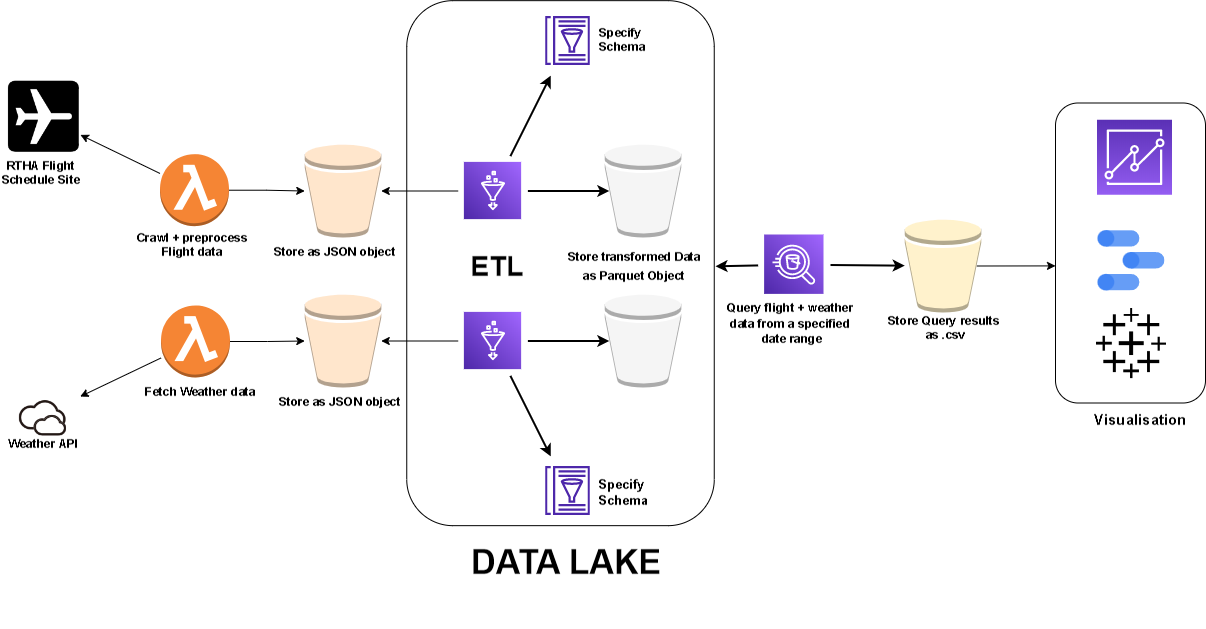 Specify
Schema
RTHA Flight
Schedule Site
Crawl + preprocess
Flight data
Store as JSON object
ETL
Store transformed Data
as Parquet Object
Query flight + weather
data from a specified
date range
Store Query results
as .csv
Fetch Weather data
Store as JSON object
Weather API
Visualisation
Specify
Schema
DATA LAKE